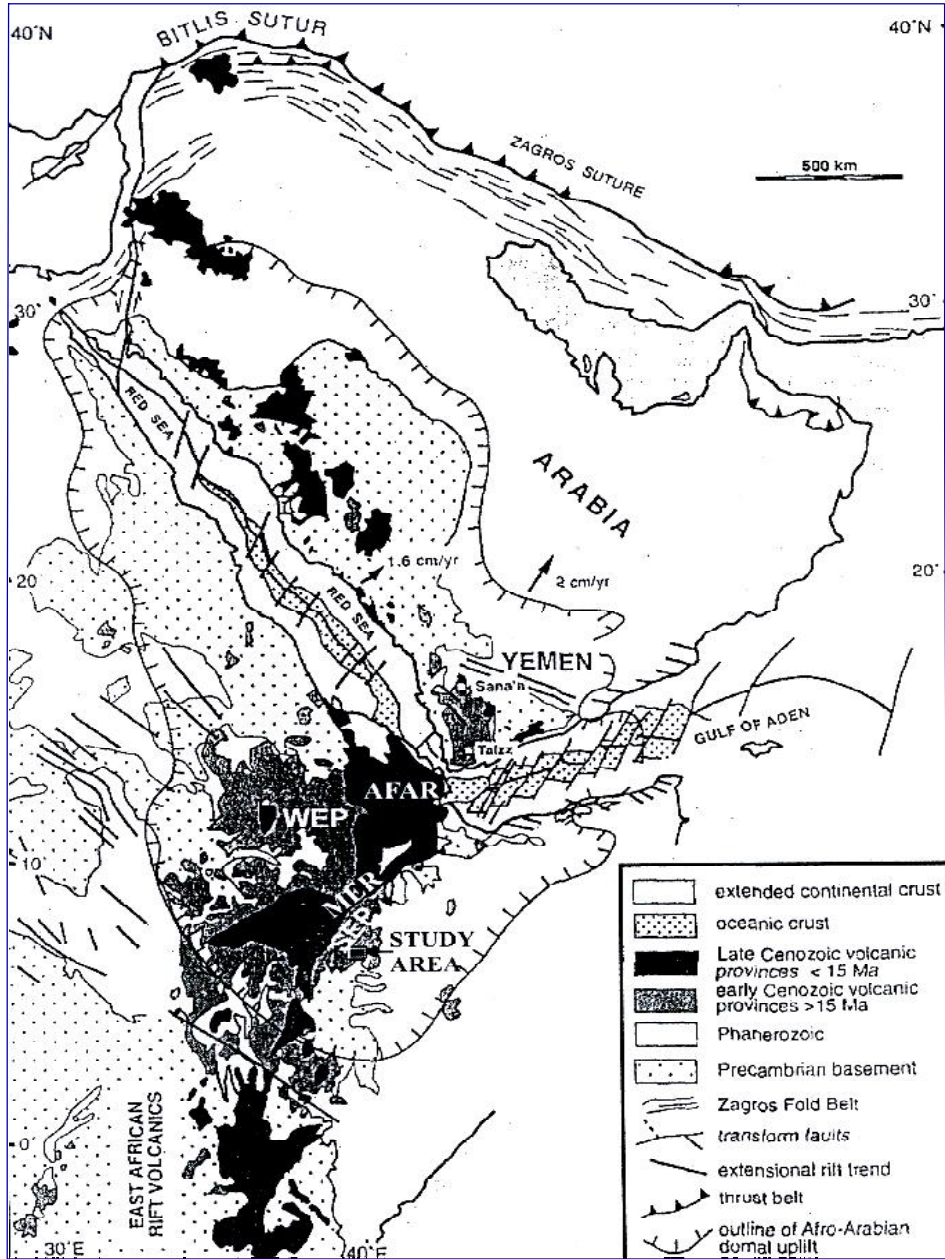 40°N
BITLIS SUTUR
40°N
ZAGROS SUTURE
500 km
30°
30°
RED SEA
ARABIA
20
1.6 cm/yr
2 cm/yr
20°
RED SEA
YEMEN
Sana'a
Taizz
GULF OF ADEN
AFAR
WEP
10
MER
SEP
STUDY
AREA
0°
EAST AFRICAN
RIFT VOLCANICS
30°E
40°E
extended continental crust
oceanic crust
Late Cenozoic volcanic
provinces < 15 Ma
early Cenozoic volcanic
provinces >15 Ma
Phanerozoic
Precambrian basement
Zagros Fold Belt
transform faults
extensional rift trend
thrust belt
outline of Afro-Arabian
domal uplift